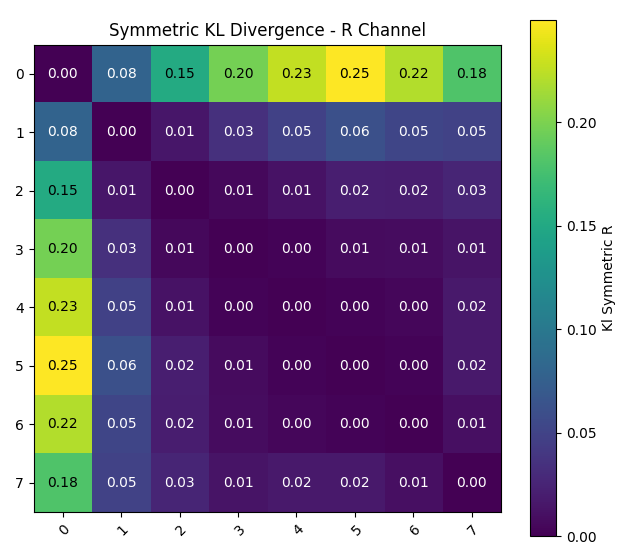 Symmetric KL Divergence - R Channel
0 0.00 0.08 0.15 0.20 0.23 0.25 0.22 0.18
1 0.08 0.00 0.01 0.03 0.05 0.06 0.05 0.05
2 0.15 0.01 0.00 0.01 0.01 0.02 0.02 0.03
3 0.20 0.03 0.01 0.00 0.00 0.01 0.01 0.01
4 0.23 0.05 0.01 0.00 0.00 0.00 0.00 0.02
5 0.25 0.06 0.02 0.01 0.00 0.00 0.00 0.02
6 0.22 0.05 0.02 0.01 0.00 0.00 0.00 0.01
7 0.18 0.05 0.03 0.01 0.02 0.02 0.01 0.00
0 1 2 3 4 5 6 7
0.20
0.15
0.10
0.05
0.00
Kl Symmetric R